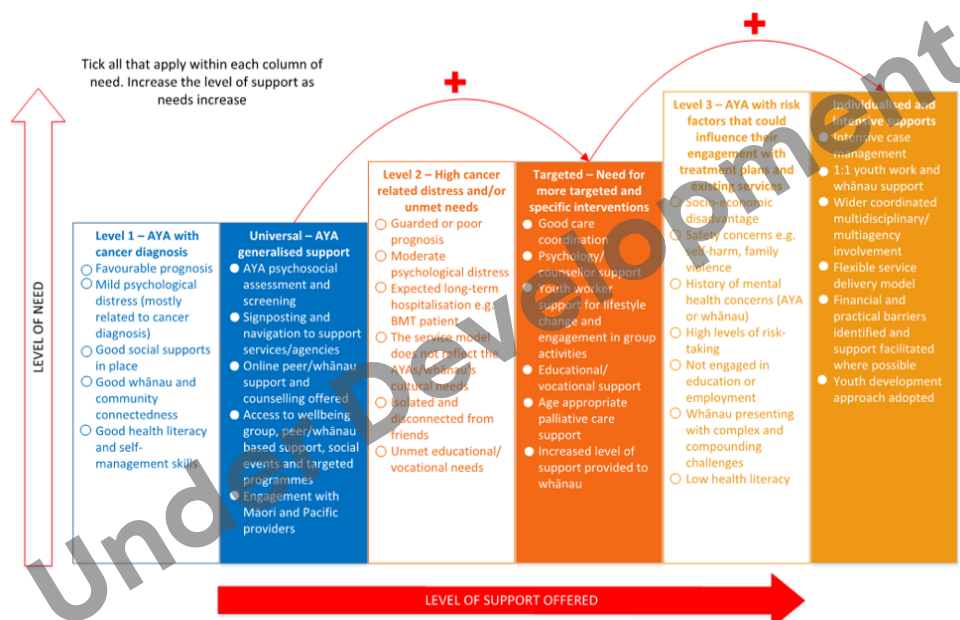 Tick all that apply within each column of
need. Increase the level of support as
needs increase
+
+
LEVEL OF NEED
Level 1 – AYA with
cancer diagnosis
Favourable prognosis
Mild psychological
distress (mostly
related to cancer
diagnosis)
Good social supports
in place
Good whānau and
community
connectedness
Good health literacy
and self-
management skills
Universal – AYA
generalised support
AYA psychosocial
assessment and
screening
Signposting and
navigation to support
services/agencies
Online peer/whānau
support and
counselling offered
Access to wellbeing
group, peer/whānau
based support, social
events and targeted
programmes
Engagement with
Māori and Pacific
providers
Level 2 – High cancer
related distress and/or
unmet needs
Guarded or poor
prognosis
Moderate
psychological distress
Expected long-term
hospitalisation e.g.
BMT patient
The service model
does not reflect the
AYAs/whānau's
cultural needs
Isolated and
disconnected from
friends
Unmet educational/
vocational needs
Targeted – Need for
more targeted and
specific interventions
Good care
coordination
Psychology/
counsellor support
Youth worker
support for lifestyle
change and
engagement in group
activities
Educational/
vocational support
Age appropriate
palliative care
support
Increased level of
support provided to
whānau
Level 3 – AYA with risk
factors that could
influence their
engagement with
treatment plans and
existing services
Socio-economic
disadvantage
Safety concerns e.g.
self-harm, family
violence
History of mental
health concerns (AYA
or whānau)
High levels of risk-
taking
Not engaged in
education or
employment
Whānau presenting
with complex and
compounding
challenges
Low health literacy
Individualised and
intensive supports
Intensive case
management
1:1 youth work and
whānau support
Wider coordinated
multidisciplinary/
multiagency
involvement
Flexible service
delivery model
Financial and
practical barriers
identified and
support facilitated
where possible
Youth development
approach adopted
LEVEL OF SUPPORT OFFERED
Under Development